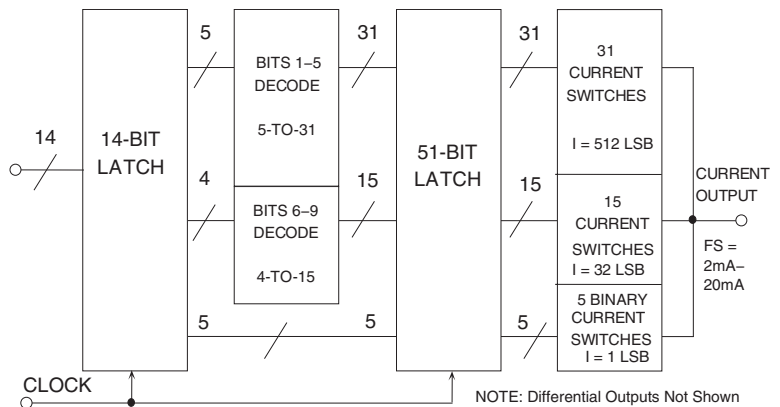 5
31
31
BITS 1–5
DECODE
5-TO-31
31
CURRENT
SWITCHES
I = 512 LSB
14
14-BIT
LATCH
51-BIT
LATCH
4
15
15
BITS 6–9
DECODE
4-TO-15
15
CURRENT
SWITCHES
I = 32 LSB
CURRENT
OUTPUT
FS =
2mA–
20mA
5
5
5
5 BINARY
CURRENT
SWITCHES
I = 1 LSB
CLOCK
NOTE: Differential Outputs Not Shown